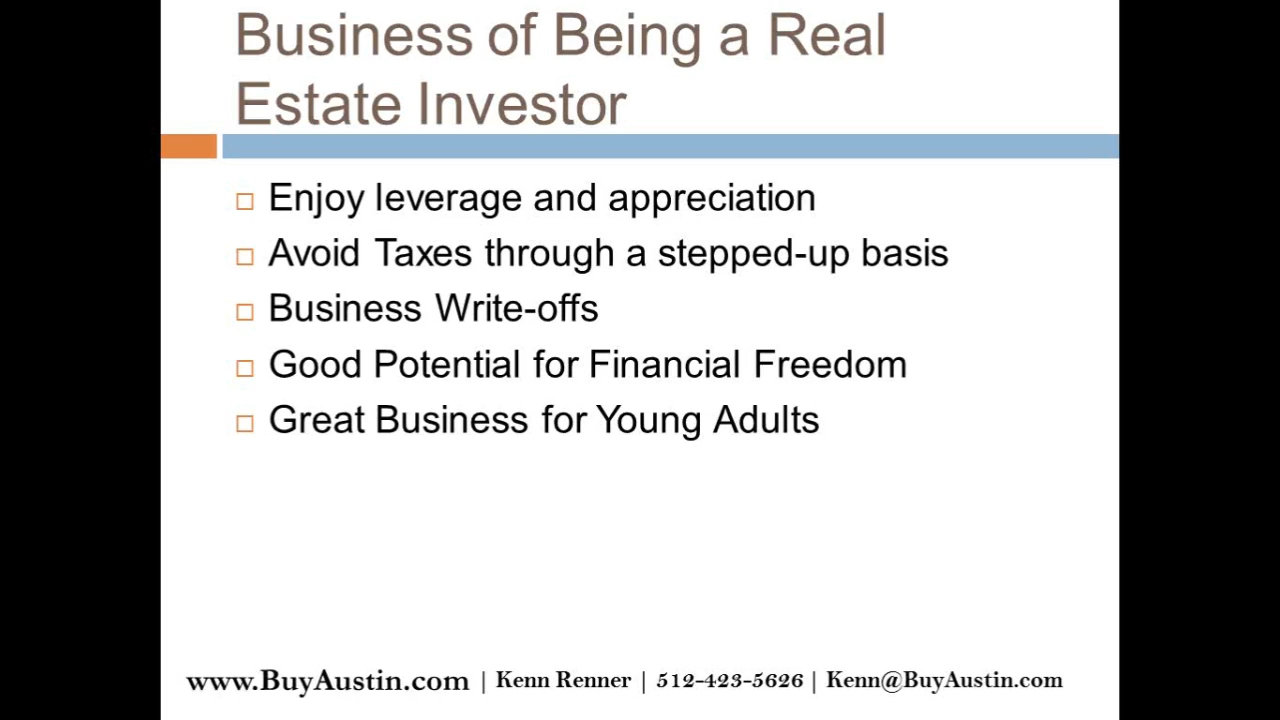 Business of Being a Real
Estate Investor
Enjoy leverage and appreciation
Avoid Taxes through a stepped-up basis
Business Write-offs
Good Potential for Financial Freedom
Great Business for Young Adults
www.BuyAustin.com | Kenn Renner | 512-423-5626 | Kenn@BuyAustin.com